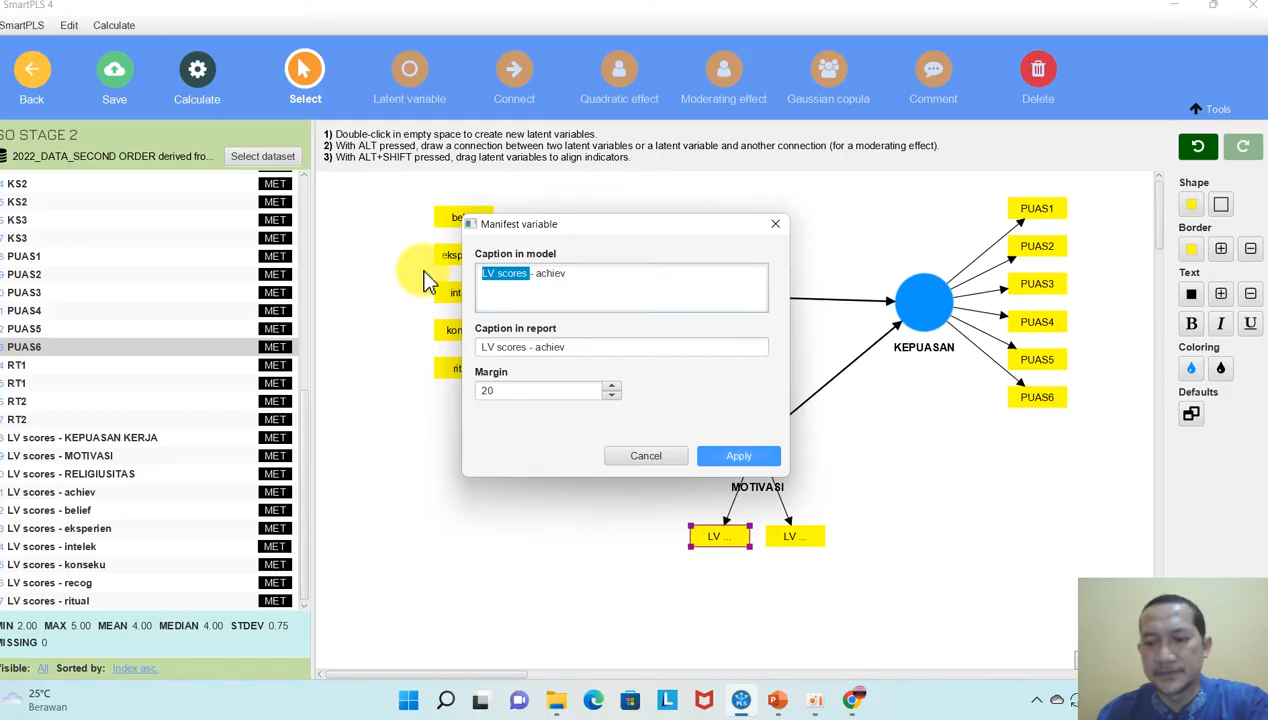 SmartPLS 4
SmartPLS Edit Calculate
Back Save Calculate Select Latent variable Connect Quadratic effect Moderating effect Gaussian copula Comment Delete
Tools
SO STAGE 2
2022_DATA_SECOND ORDER derived fro... Select dataset
1) Double-click in empty space to create new latent variables.
2) With ALT pressed, draw a connection between two latent variables or a latent variable and another connection (for a moderating effect).
3) With ALT+SHIFT pressed, drag latent variables to align indicators.
KS2 MET
KS2 MET
KS3 MET
KS3 MET
PUAS1 MET
PUAS2 MET
PUAS3 MET
PUAS4 MET
PUAS5 MET
PUAS6 MET
RT1 MET
RT1 MET
RT2 MET
RT2 MET
LV scores - KEPUASAN KERJA MET
LV scores - MOTIVASI MET
LV scores - RELIGIUSITAS MET
LV scores - achiev MET
LV scores - belief MET
LV scores - eksperien MET
LV scores - intelek MET
LV scores - konseku MET
LV scores - recog MET
LV scores - ritual MET
MIN 2.00 MAX 5.00 MEAN 4.00 MEDIAN 4.00 STDEV 0.75
MISSING 0
Visible: All Sorted by: Index asc.
Manifest variable
Caption in model
LV scores - achiev
Caption in report
LV scores - achiev
Margin
20
Cancel Apply
PUAS1
PUAS2
PUAS3
PUAS4
PUAS5
PUAS6
KEPUASAN
MOTIVASI
LV ... LV ...
Shape
Border
Text
B I U
Coloring
Defaults
25°C
Berawan